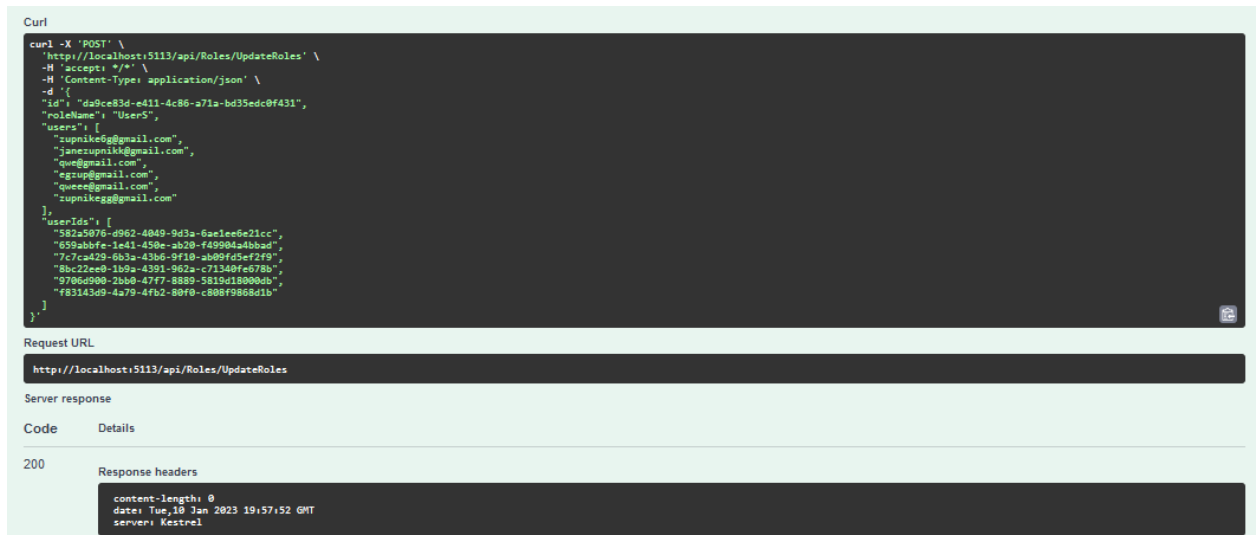 Curl
curl -X 'POST' \
'http://localhost:5113/api/Roles/UpdateRoles' \
-H 'accept: */*' \
-H 'Content-Type: application/json' \
-d '{
"id": "da9ce83d-e411-4c86-a71a-bd35edc0f431",
"roleName": "UserS",
"users": [
"zupnike6g@gmail.com",
"janezupnikk@gmail.com",
"qwe@gmail.com",
"egzup@gmail.com",
"qweee@gmail.com",
"zupnikegg@gmail.com"
],
"userIds": [
"582a5076-d962-4049-9d3a-6ae1ee6e21cc",
"659abbfe-1e41-450e-ab20-f49904a4bbad",
"7c7ca429-6b3a-43b6-9f10-ab09fd5ef2f9",
"8bc22ee0-1b9a-4391-962a-c71340fe678b",
"9706d900-2bb0-47f7-8889-5819d18000db",
"f83143d9-4a79-4fb2-80f0-c808f9868d1b"
]
}'
Request URL
http://localhost:5113/api/Roles/UpdateRoles
Server response
Code Details
200
Response headers
content-length: 0
date: Tue,10 Jan 2023 19:57:52 GMT
server: Kestrel